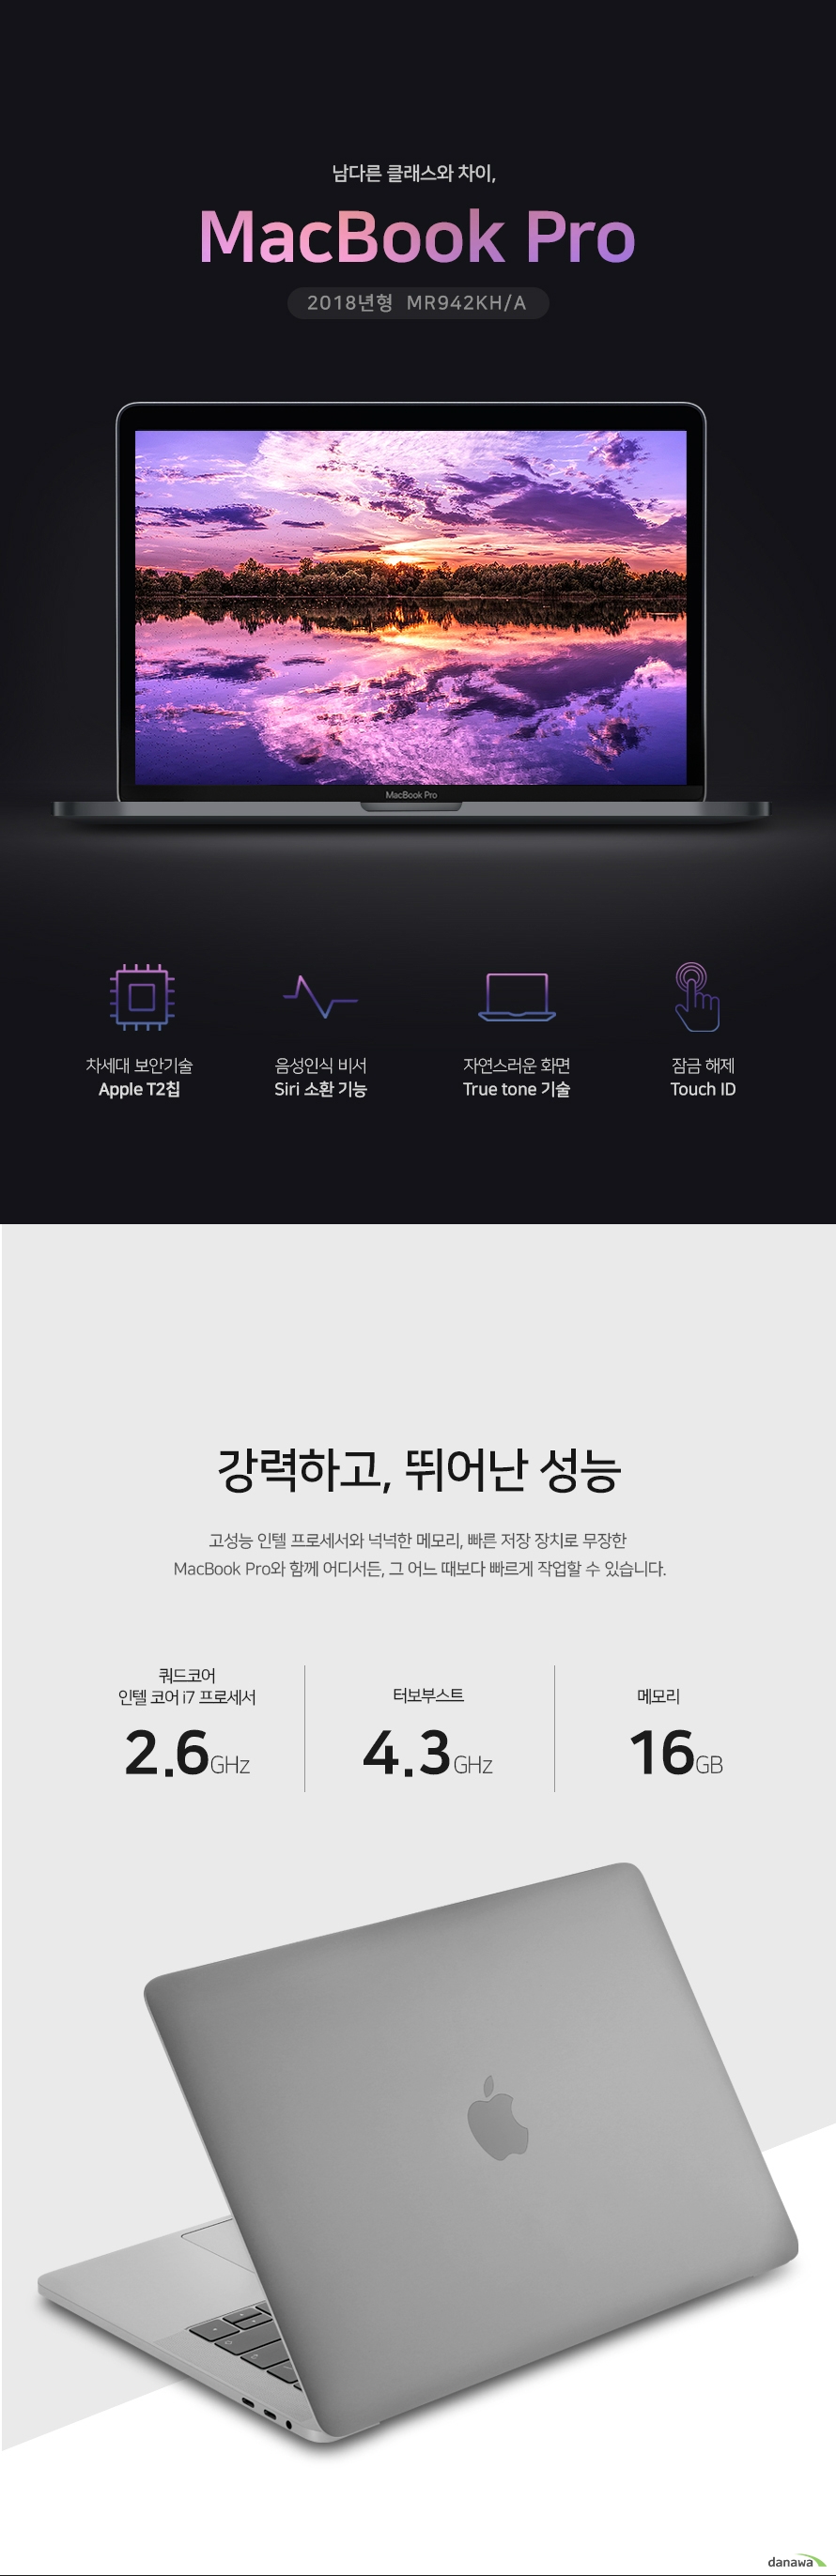 남다른 클래스와 차이,
MacBook Pro
2018년형 MR942KH/A
MacBook Pro
차세대 보안기술
Apple T2칩
음성인식 비서
Siri 소환 기능
자연스러운 화면
True tone 기술
잠금 해제
Touch ID
강력하고, 뛰어난 성능
고성능 인텔 프로세서와 넉넉한 메모리, 빠른 저장 장치로 무장한
MacBook Pro와 함께 어디서든, 그 어느 때보다 빠르게 작업할 수 있습니다.
쿼드코어
인텔 코어 i7 프로세서
2.6GHz
터보부스트
4.3GHz
메모리
16GB
danawa